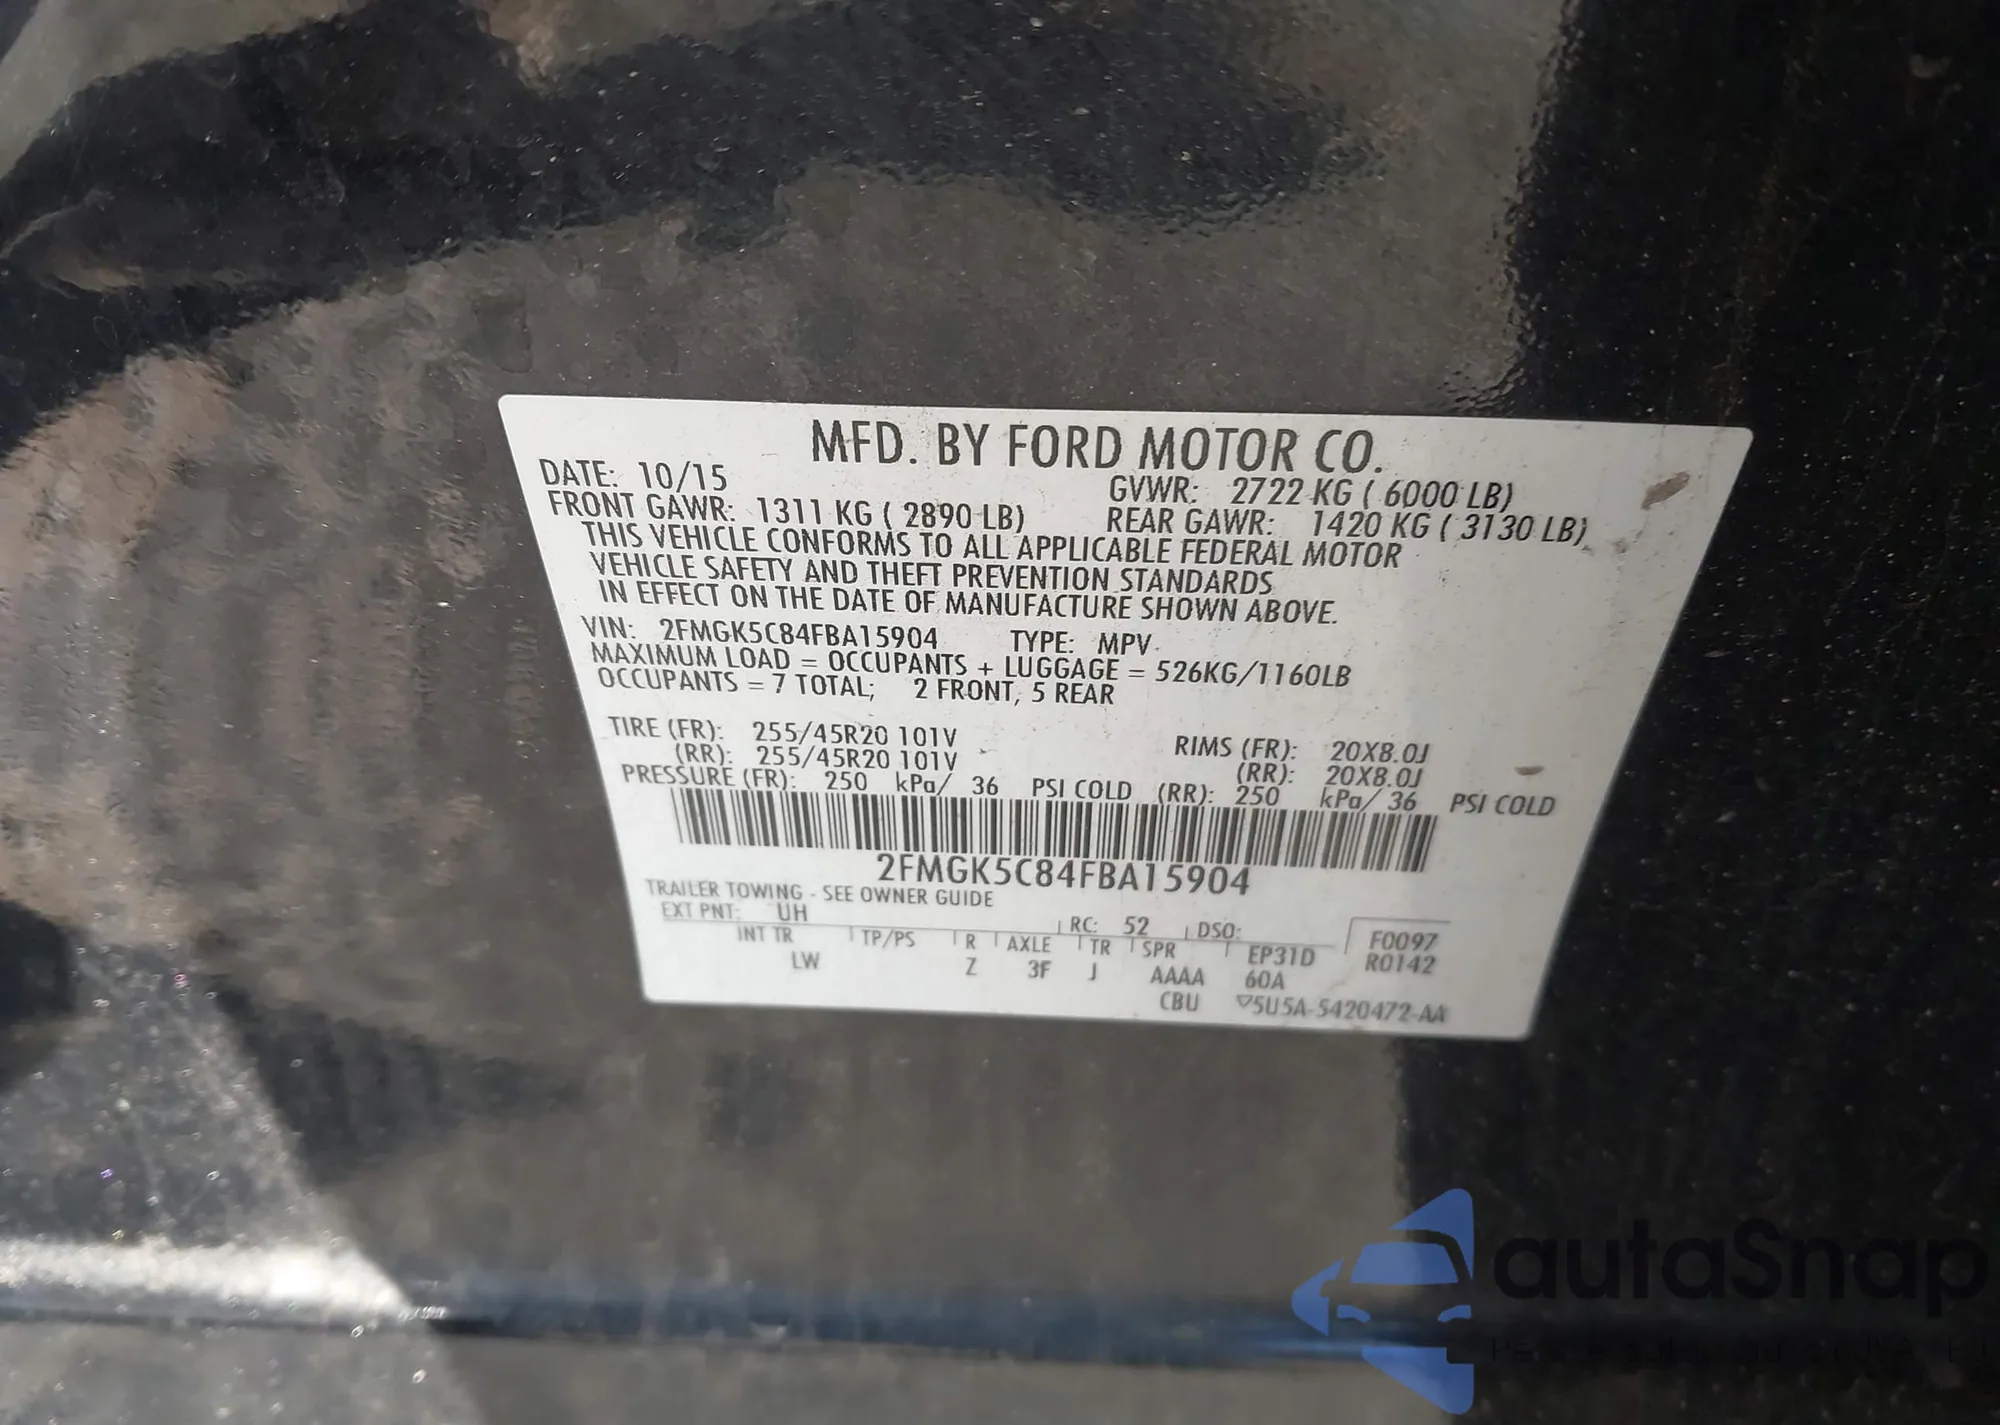 MFD. BY FORD MOTOR CO.
DATE: 10/15
GVWR: 2722 KG ( 6000 LB)
FRONT GAWR: 1311 KG ( 2890 LB)
REAR GAWR: 1420 KG ( 3130 LB)
THIS VEHICLE CONFORMS TO ALL APPLICABLE FEDERAL MOTOR
VEHICLE SAFETY AND THEFT PREVENTION STANDARDS
IN EFFECT ON THE DATE OF MANUFACTURE SHOWN ABOVE.
VIN: 2FMGK5C84FBA15904 TYPE: MPV
MAXIMUM LOAD = OCCUPANTS + LUGGAGE = 526KG/1160LB
OCCUPANTS = 7 TOTAL; 2 FRONT, 5 REAR
TIRE (FR): 255/45R20 101V RIMS (FR): 20X8.0J
(RR): 255/45R20 101V (RR): 20X8.0J
PRESSURE (FR): 250 kPa/ 36 PSI COLD (RR): 250 kPa/ 36 PSI COLD
2FMGK5C84FBA15904
TRAILER TOWING - SEE OWNER GUIDE
EXT PNT: UH RC: 52 DSO: F0097
INT TR TP/PS R AXLE TR SPR EP31D R0142
LW Z 3F J AAAA 60A
CBU ▽5U5A-5420472-AA
autaSnap